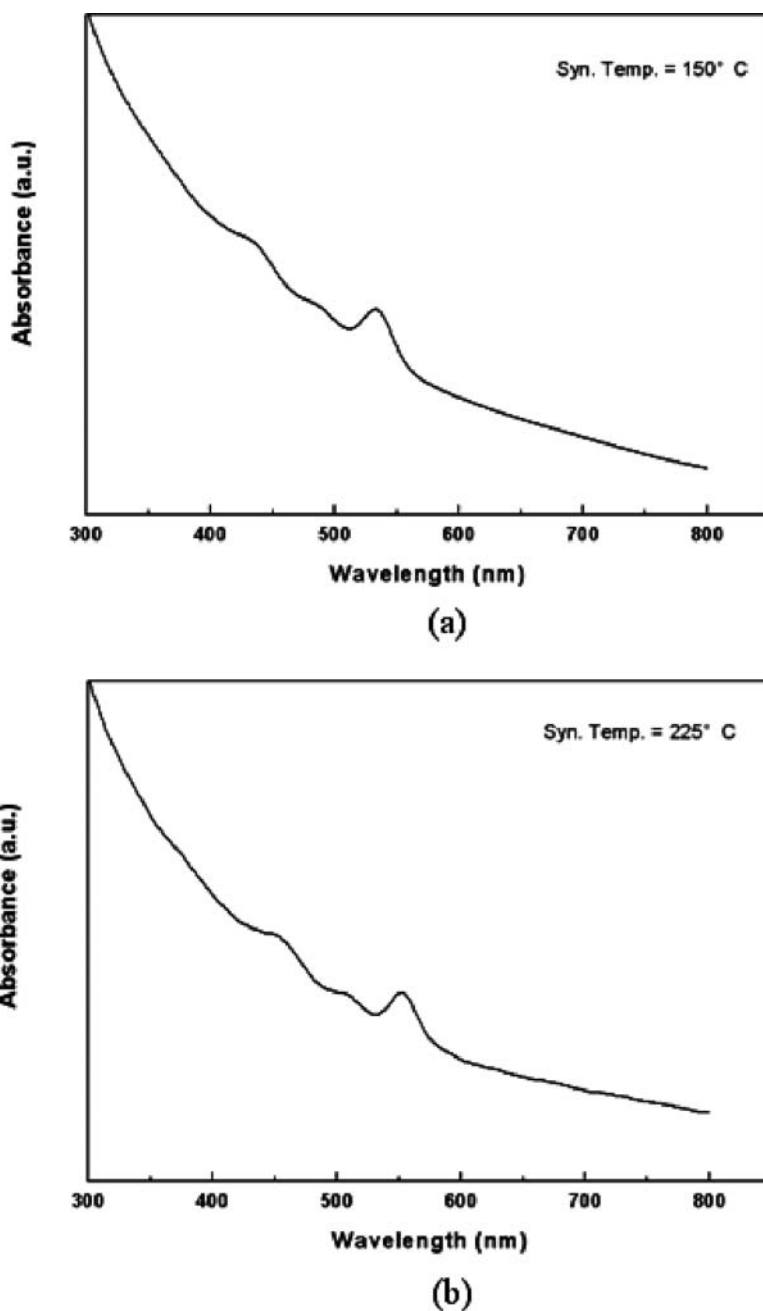 Syn. Temp. = 150° C
Absorbance (a.u.)
300 400 500 600 700 800
Wavelength (nm)
(a)
Syn. Temp. = 225° C
Absorbance (a.u.)
300 400 500 600 700 800
Wavelength (nm)
(b)